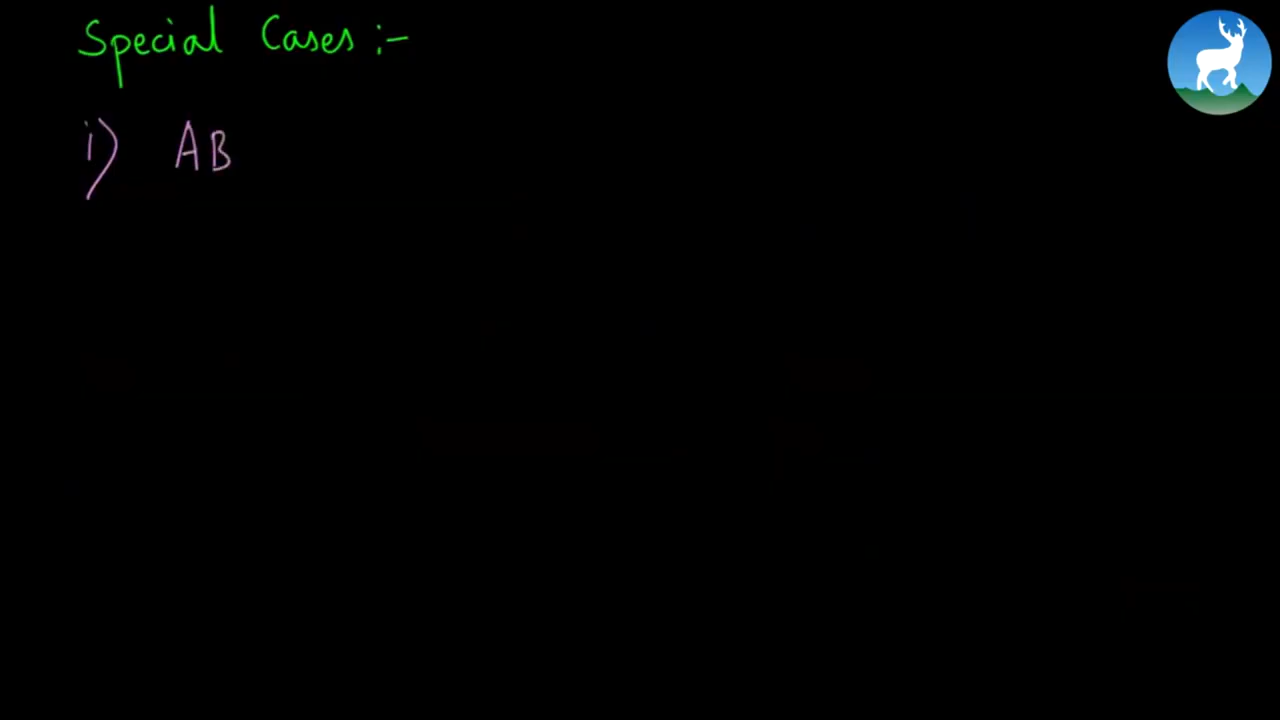 Special Cases :-
i) AB